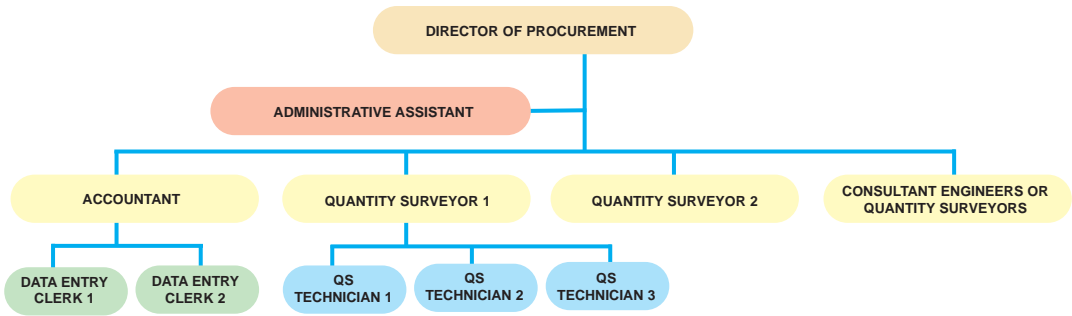 DIRECTOR OF PROCUREMENT
ADMINISTRATIVE ASSISTANT
ACCOUNTANT
QUANTITY SURVEYOR 1
QUANTITY SURVEYOR 2
CONSULTANT ENGINEERS OR
QUANTITY SURVEYORS
DATA ENTRY
CLERK 1
DATA ENTRY
CLERK 2
QS
TECHNICIAN 1
QS
TECHNICIAN 2
QS
TECHNICIAN 3